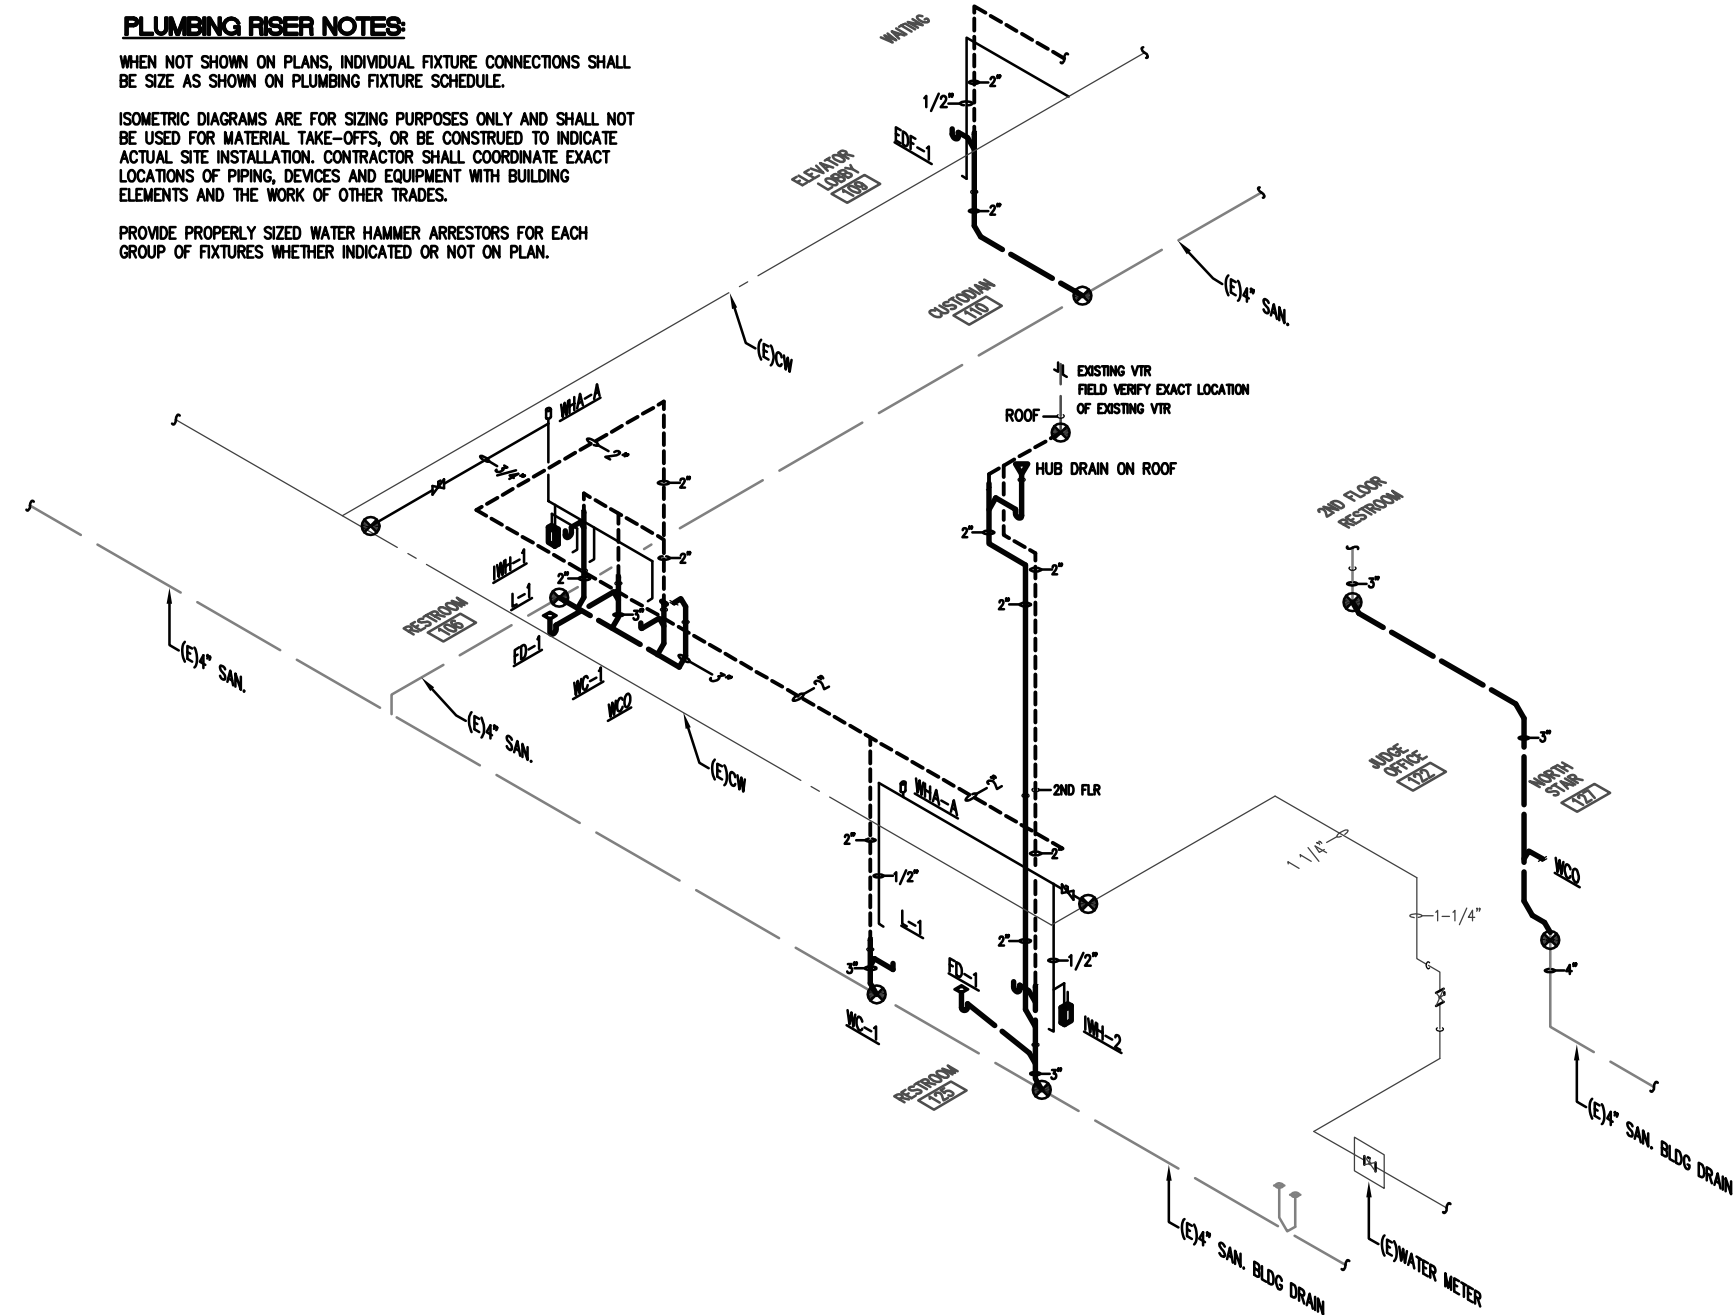 PLUMBING RISER NOTES:
WHEN NOT SHOWN ON PLANS, INDIVIDUAL FIXTURE CONNECTIONS SHALL
BE SIZE AS SHOWN ON PLUMBING FIXTURE SCHEDULE.
ISOMETRIC DIAGRAMS ARE FOR SIZING PURPOSES ONLY AND SHALL NOT
BE USED FOR MATERIAL TAKE-OFFS, OR BE CONSTRUED TO INDICATE
ACTUAL SITE INSTALLATION. CONTRACTOR SHALL COORDINATE EXACT
LOCATIONS OF PIPING, DEVICES AND EQUIPMENT WITH BUILDING
ELEMENTS AND THE WORK OF OTHER TRADES.
PROVIDE PROPERLY SIZED WATER HAMMER ARRESTORS FOR EACH
GROUP OF FIXTURES WHETHER INDICATED OR NOT ON PLAN.
WAITING
2"
1/2"
EDF-1
ELEVATOR
LOBBY
109
2"
CUSTODIAN
110
(E)4" SAN.
(E)CW
EXISTING VTR
FIELD VERIFY EXACT LOCATION
OF EXISTING VTR
ROOF
HUB DRAIN ON ROOF
WHA-A
3/4"
2"
2"
2"
2"
IWH-1
L-1
3"
RESTROOM
106
FD-1
WC-1
WCO
3"
(E)4" SAN.
(E)4" SAN.
(E)CW
2"
2"
2"
2"
2"
2ND FLR
WHA-A
2"
2"
1/2"
L-1
2"
1/2"
3"
FD-1
WC-1
IWH-2
3"
RESTROOM
125
2ND FLOOR
RESTROOM
3"
3"
JUDGE
OFFICE
122
NORTH
STAIR
127
1 1/4"
1-1/4"
WCO
4"
(E)4" SAN. BLDG DRAIN
(E)4" SAN. BLDG DRAIN
(E)WATER METER